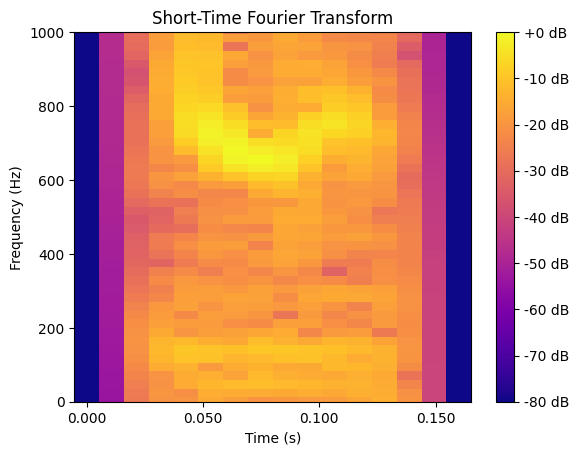 Short-Time Fourier Transform
1000
800
600
400
200
0
Frequency (Hz)
0.000
0.050
0.100
0.150
Time (s)
+0 dB
-10 dB
-20 dB
-30 dB
-40 dB
-50 dB
-60 dB
-70 dB
-80 dB